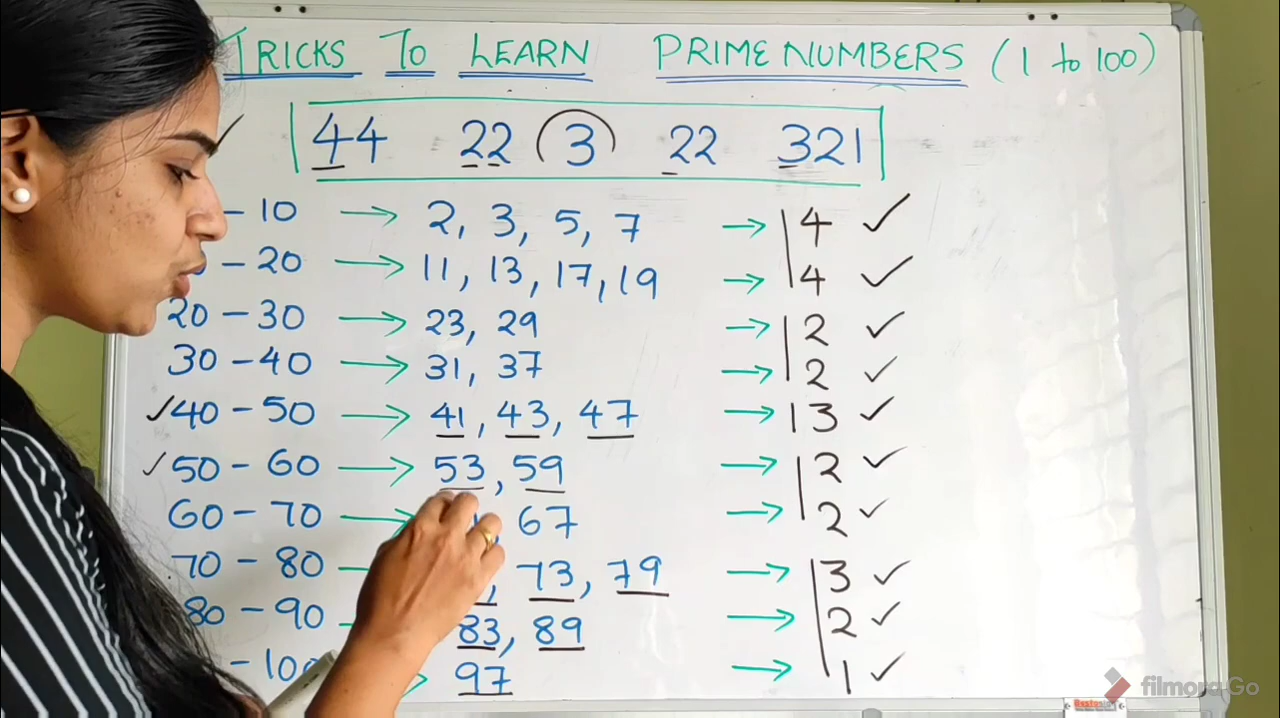 TRICKS TO LEARN PRIME NUMBERS (1 to 100)
44 22 3 22 321
- 10 → 2, 3, 5, 7 → 4 ✓
- 20 → 11, 13, 17, 19 → 4 ✓
20 - 30 → 23, 29 → 2 ✓
30 - 40 → 31, 37 → 2 ✓
✓ 40 - 50 → 41, 43, 47 → 3 ✓
✓ 50 - 60 → 53, 59 → 2 ✓
60 - 70 → 67 → 2 ✓
70 - 80 → , 73, 79 → 3 ✓
80 - 90 → 83, 89 → 2 ✓
- 100 → 97 → 1 ✓
filmoraGo